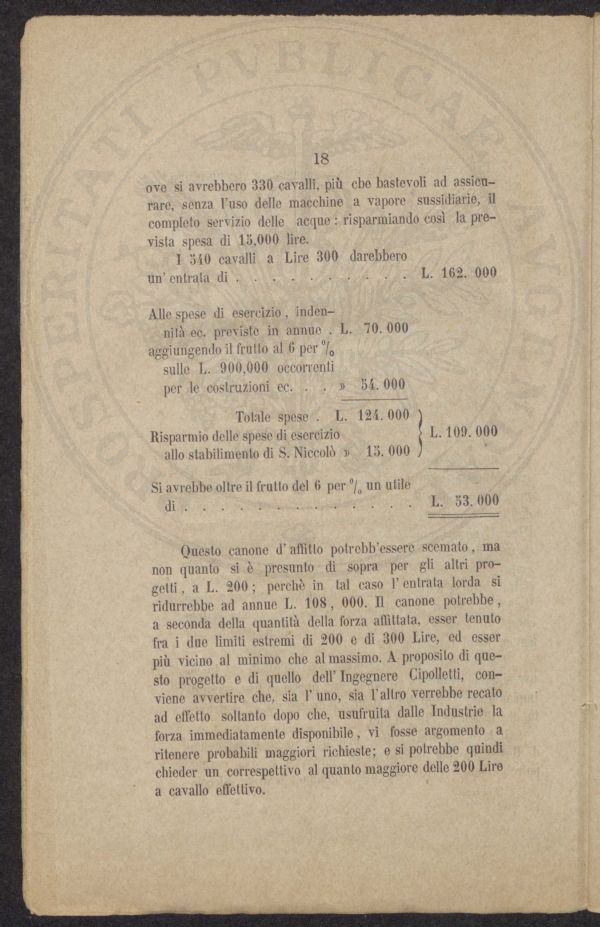 18
ove si avrebbero 330 cavalli, più che bastevoli ad assicu-
rare, senza l'uso delle macchine a vapore sussidiarie, il
completo servizio delle acque : risparmiando così la pre-
vista spesa di 15,000 lire.
I 540 cavalli a Lire 300 darebbero
un' entrata di . . . . . . . . . . L. 162. 000
Alle spese di esercizio , inden-
nità ec. previste in annue . L. 70. 000
aggiungendo il frutto al 6 per %
sulle L. 900,000 occorrenti
per le costruzioni ec. . . » 54. 000
Totale spese . L. 124. 000
Risparmio delle spese di esercizio } L. 109. 000
allo stabilimento di S. Niccolò » 15. 000
Si avrebbe oltre il frutto del 6 per % un utile
di . . . . . . . . . . . . . L. 53. 000
Questo canone d' affitto potrebb'essere scemato , ma
non quanto si è presunto di sopra per gli altri pro-
getti , a L. 200 ; perchè in tal caso l' entrata lorda si
ridurrebbe ad annue L. 108 , 000. Il canone potrebbe ,
a seconda della quantità della forza affittata, esser tenuto
fra i due limiti estremi di 200 e di 300 Lire, ed esser
più vicino al minimo che al massimo. A proposito di que-
sto progetto e di quello dell' Ingegnere Cipolletti, con-
viene avvertire che, sia l' uno, sia l'altro verrebbe recato
ad effetto soltanto dopo che, usufruita dalle Industrie la
forza immediatamente disponibile , vi fosse argomento a
ritenere probabili maggiori richieste; e si potrebbe quindi
chieder un correspettivo al quanto maggiore delle 200 Lire
a cavallo effettivo.